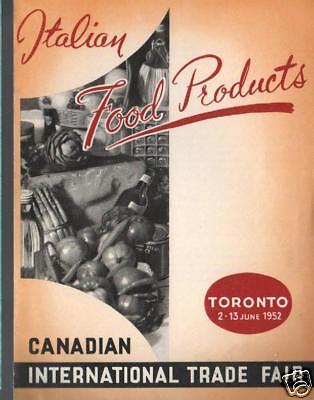 Italian
Food Products
TORONTO
2-13 JUNE 1952
CANADIAN
INTERNATIONAL TRADE FAIR